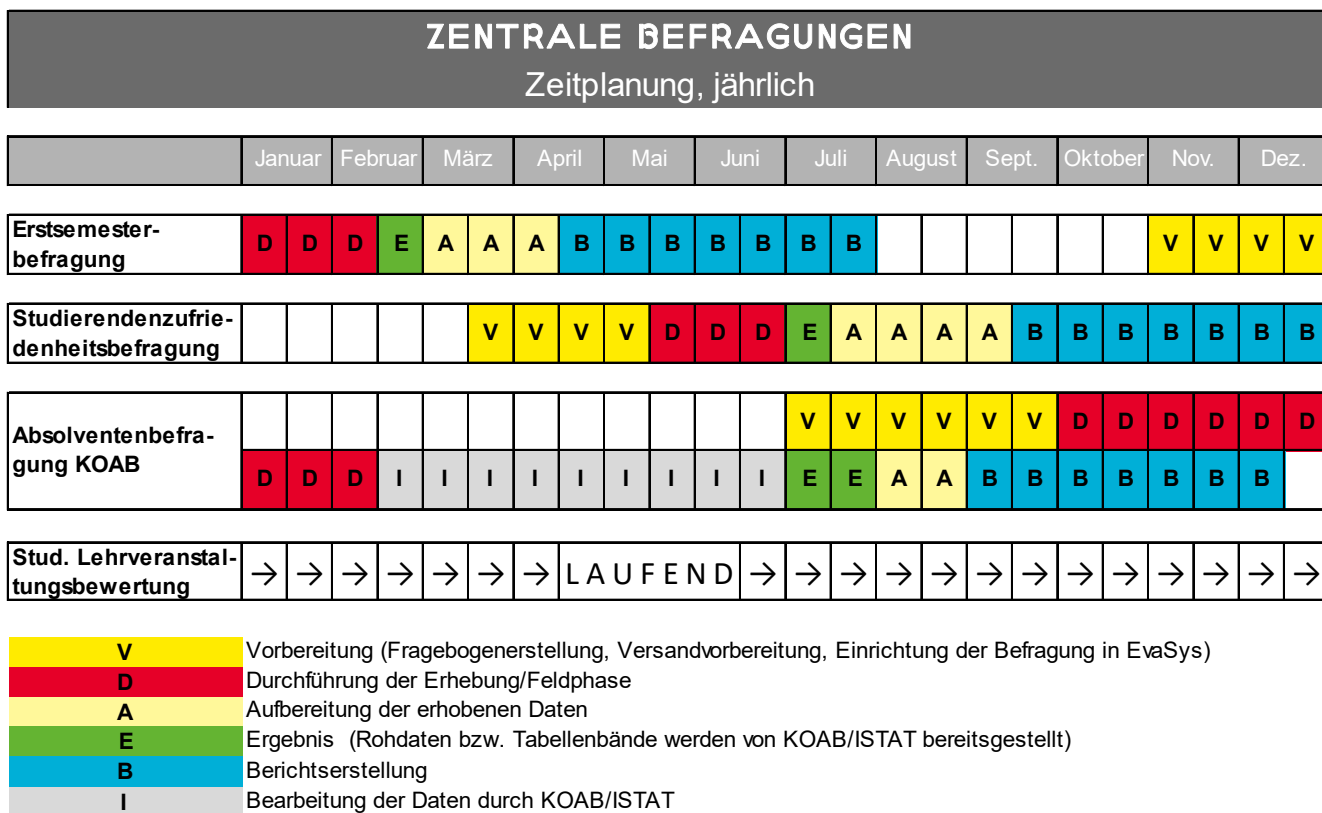 ZENTRALE BEFRAGUNGEN
Zeitplanung, jährlich
Januar Februar März April Mai Juni Juli August Sept. Oktober Nov. Dez.
Erstsemester-
befragung
D D D E A A A B B B B B B B V V V V
Studierendenzufrie-
denheitsbefragung
V V V V D D D E A A A A B B B B B B B
Absolventenbefra-
gung KOAB
V V V V V V D D D D D D
D D D I I I I I I I I I E E A A B B B B B B B
Stud. Lehrveranstal-
tungsbewertung
→ → → → → → → LAUFEND → → → → → → → → → → → → →
V Vorbereitung (Fragebogenerstellung, Versandvorbereitung, Einrichtung der Befragung in EvaSys)
D Durchführung der Erhebung/Feldphase
A Aufbereitung der erhobenen Daten
E Ergebnis (Rohdaten bzw. Tabellenbände werden von KOAB/ISTAT bereitsgestellt)
B Berichtserstellung
I Bearbeitung der Daten durch KOAB/ISTAT